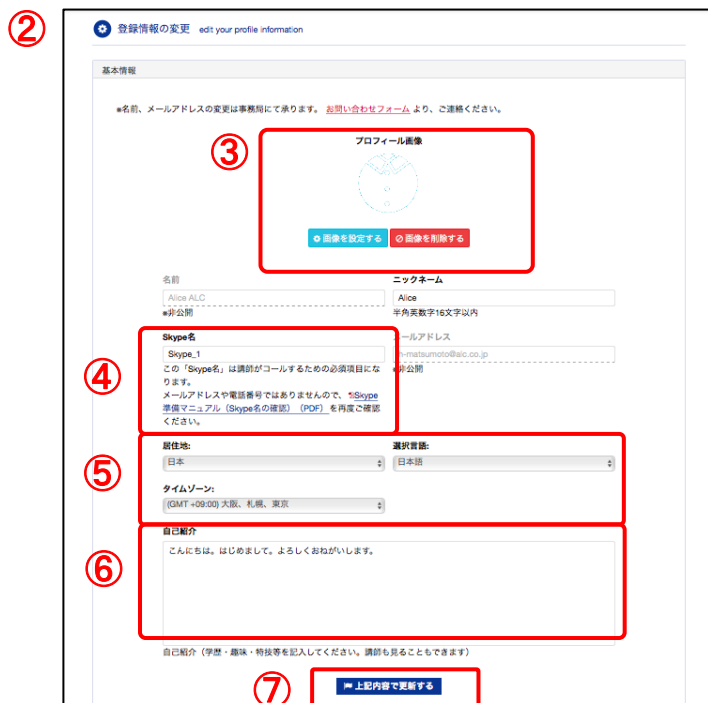 ②
登録情報の変更 edit your profile information
基本情報
※名前、メールアドレスの変更は事務局にて承ります。 お問い合わせフォーム より、ご連絡ください。
③
プロフィール画像
画像を設定する 画像を削除する
名前 ニックネーム
Alice ALC Alice
※非公開 半角英数字16文字以内
④
Skype名 メールアドレス
Skype_1 m-matsumoto@alc.co.jp
この「Skype名」は講師がコールするための必須項目にな ※非公開
ります。
メールアドレスや電話番号ではありませんので、 Skype
準備マニュアル（Skype名の確認）（PDF） を再度ご確認
ください。
⑤
居住地: 選択言語:
日本 日本語
タイムゾーン:
(GMT +09:00) 大阪、札幌、東京
⑥
自己紹介
こんにちは。はじめまして。よろしくおねがいします。
自己紹介（学歴・趣味・特技等を記入してください。講師も見ることもできます）
⑦
上記内容で更新する